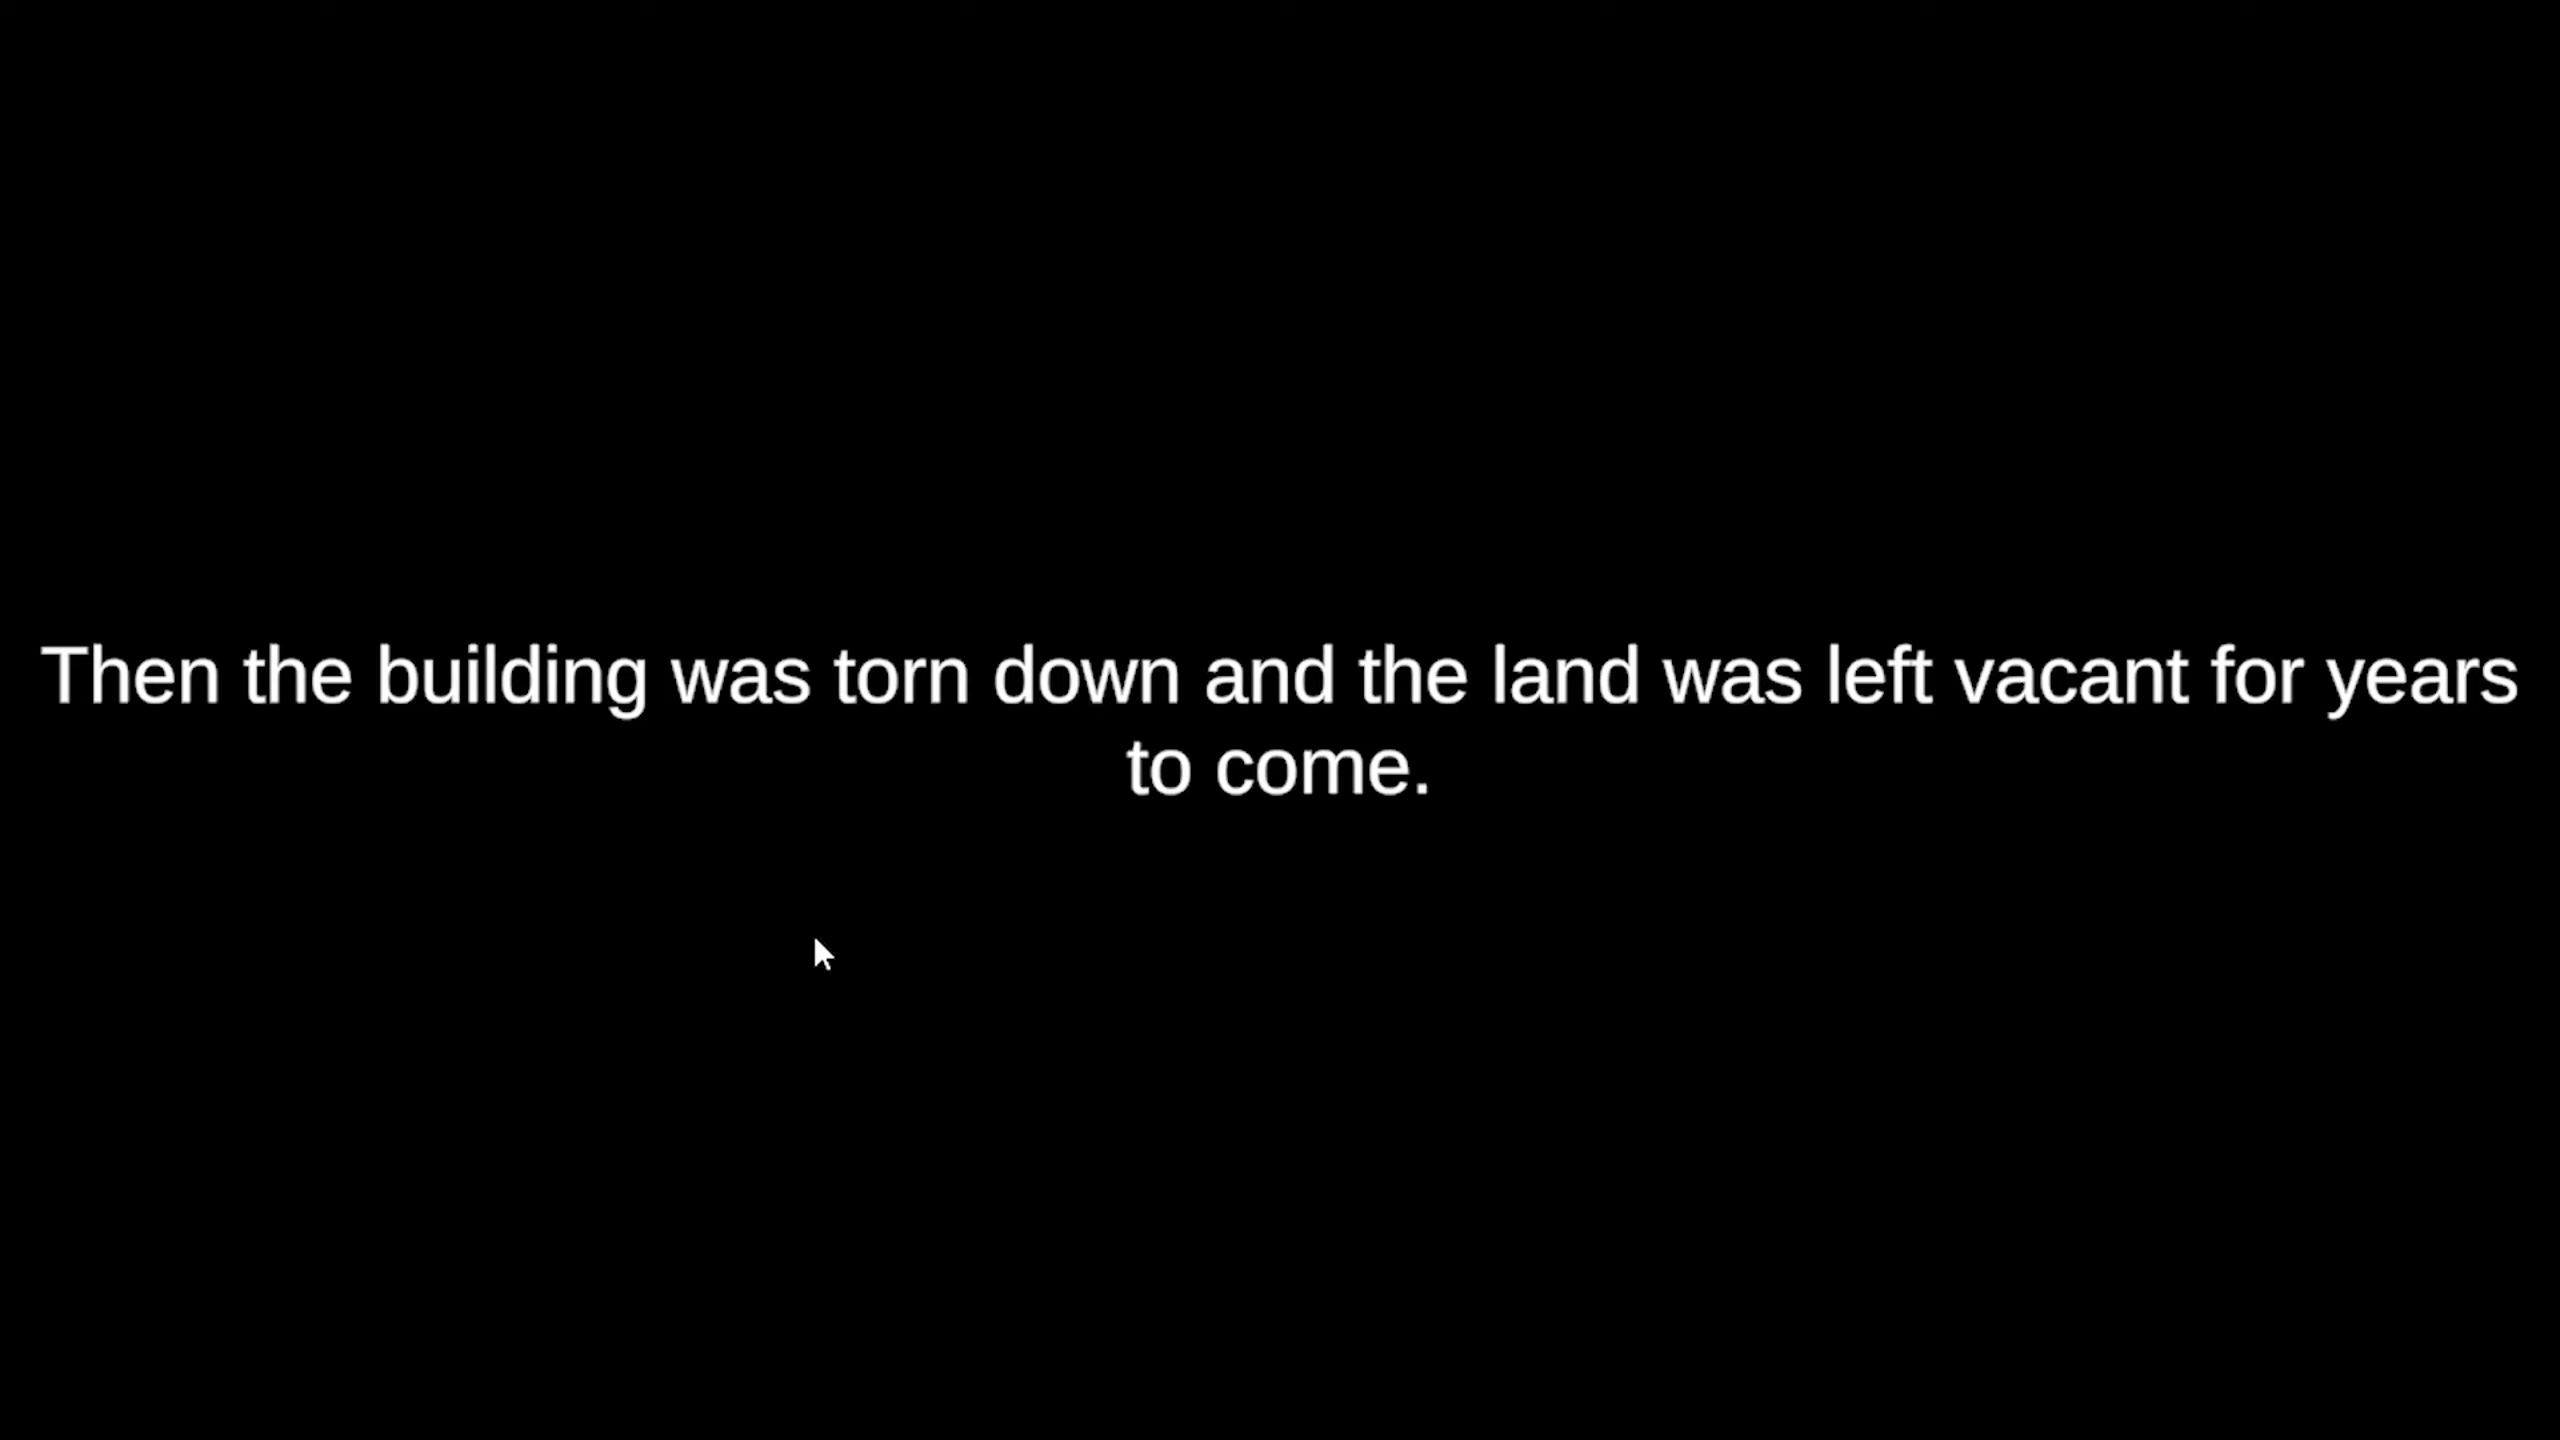 Then the building was torn down and the land was left vacant for years
to come.